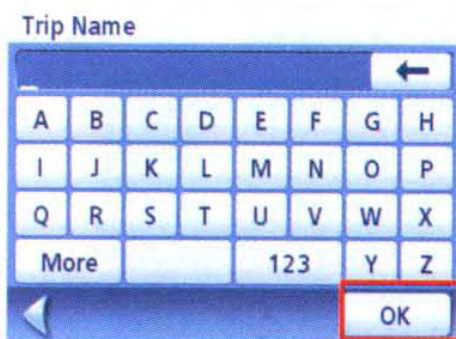 Trip Name
A B C D E F G H
I J K L M N O P
Q R S T U V W X
More 123 Y Z
OK